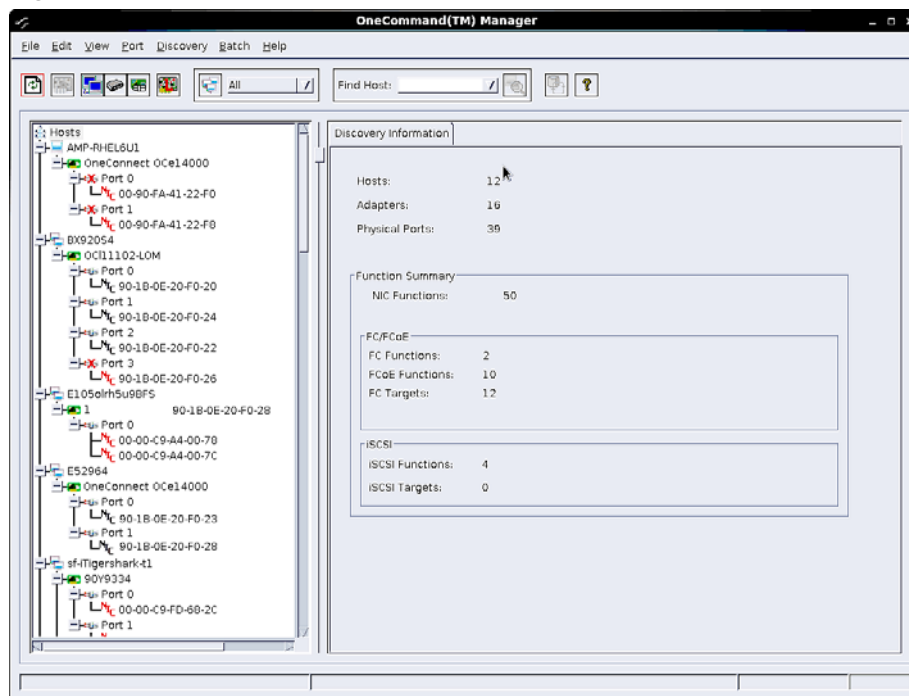 OneCommand(TM) Manager
File Edit View Port Discovery Batch Help
All
Find Host:
?
Hosts
AMP-RHEL6U1
OneConnect OCe14000
Port 0
00-90-FA-41-22-F0
Port 1
00-90-FA-41-22-F8
BX920S4
OCl11102-LOM
Port 0
90-1B-0E-20-F0-20
Port 1
90-1B-0E-20-F0-24
Port 2
90-1B-0E-20-F0-22
Port 3
90-1B-0E-20-F0-26
E105olrh5u9BFS
1 90-1B-0E-20-F0-28
Port 0
00-00-C9-A4-00-78
00-00-C9-A4-00-7C
E52964
OneConnect OCe14000
Port 0
90-1B-0E-20-F0-23
Port 1
90-1B-0E-20-F0-28
sf-iTigershark-t1
90Y9334
Port 0
00-00-C9-FD-68-2C
Port 1
Discovery Information
Hosts: 12
Adapters: 16
Physical Ports: 39
Function Summary
NIC Functions: 50
FC/FCoE
FC Functions: 2
FCoE Functions: 10
FC Targets: 12
iSCSI
iSCSI Functions: 4
iSCSI Targets: 0